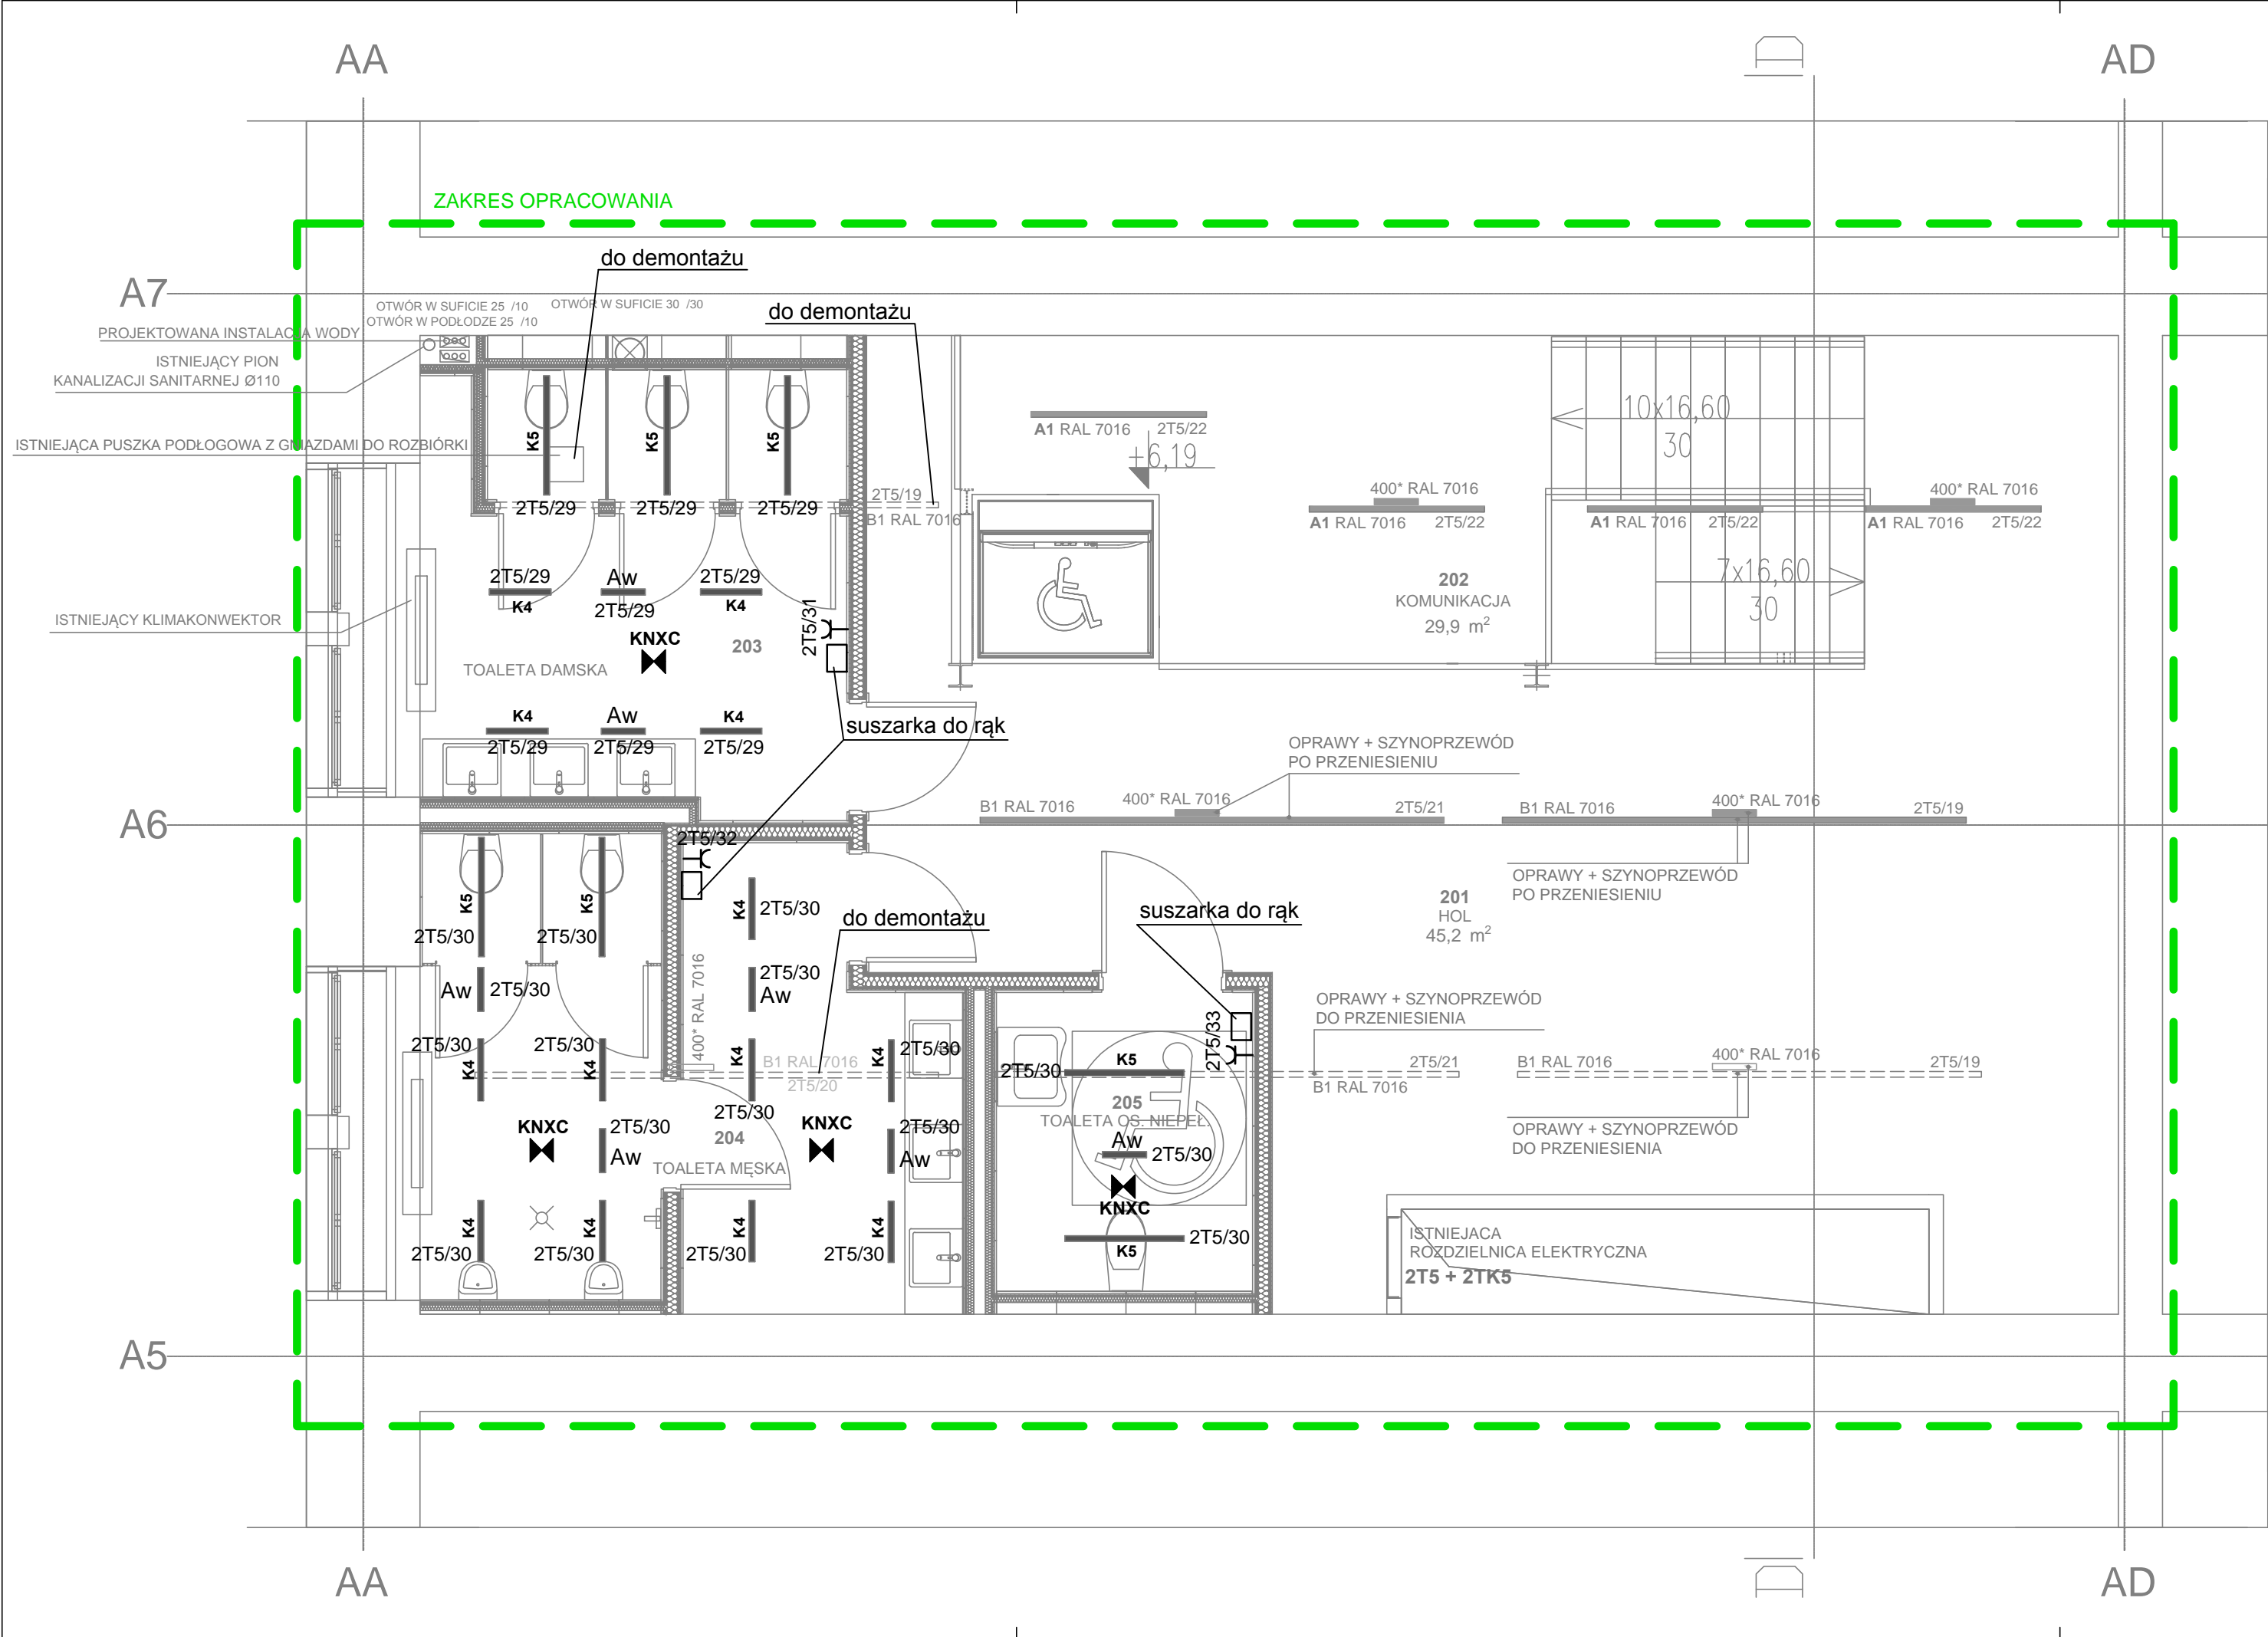 AA
AD
ZAKRES OPRACOWANIA
do demontażu
A7
OTWÓR W SUFICIE 25 /10
OTWÓR W SUFICIE 30 /30
OTWÓR W PODŁODZE 25 /10
do demontażu
PROJEKTOWANA INSTALACJA WODY
ISTNIEJĄCY PION
KANALIZACJI SANITARNEJ Ø110
ISTNIEJĄCA PUSZKA PODŁOGOWA Z GNIAZDAMI DO ROZBIÓRKI
K5
K5
K5
A1 RAL 7016
2T5/22
+6,19
10x16,60
30
2T5/29
2T5/29
2T5/29
2T5/19
B1 RAL 7016
400* RAL 7016
A1 RAL 7016
2T5/22
A1 RAL 7016
2T5/22
400* RAL 7016
A1 RAL 7016
2T5/22
7x16,60
30
202
KOMUNIKACJA
29,9 m2
2T5/29
K4
Aw
2T5/29
2T5/29
K4
2T5/31
ISTNIEJĄCY KLIMAKONWEKTOR
KNXC
203
TOALETA DAMSKA
K4
2T5/29
Aw
2T5/29
K4
2T5/29
suszarka do rąk
OPRAWY + SZYNOPRZEWÓD
PO PRZENIESIENIU
A6
B1 RAL 7016
400* RAL 7016
2T5/21
B1 RAL 7016
400* RAL 7016
2T5/19
2T5/32
OPRAWY + SZYNOPRZEWÓD
PO PRZENIESIENIU
K5
K5
2T5/30
2T5/30
K4
2T5/30
do demontażu
suszarka do rąk
201
HOL
45,2 m2
Aw
2T5/30
400* RAL 7016
2T5/30
Aw
OPRAWY + SZYNOPRZEWÓD
DO PRZENIESIENIA
2T5/30
K4
2T5/30
K4
K4
2T5/30
B1 RAL 7016
2T5/20
K4
2T5/30
2T5/30
K5
2T5/33
2T5/21
B1 RAL 7016
B1 RAL 7016
400* RAL 7016
2T5/19
KNXC
2T5/30
Aw
204
TOALETA MĘSKA
KNXC
2T5/30
Aw
205
TOALETA OS. NIEPEŁ.
Aw
2T5/30
KNXC
OPRAWY + SZYNOPRZEWÓD
DO PRZENIESIENIA
K4
2T5/30
K4
2T5/30
K4
2T5/30
K4
2T5/30
2T5/30
K5
ISTNIEJACA
ROZDZIELNICA ELEKTRYCZNA
2T5 + 2TK5
A5
AA
AD